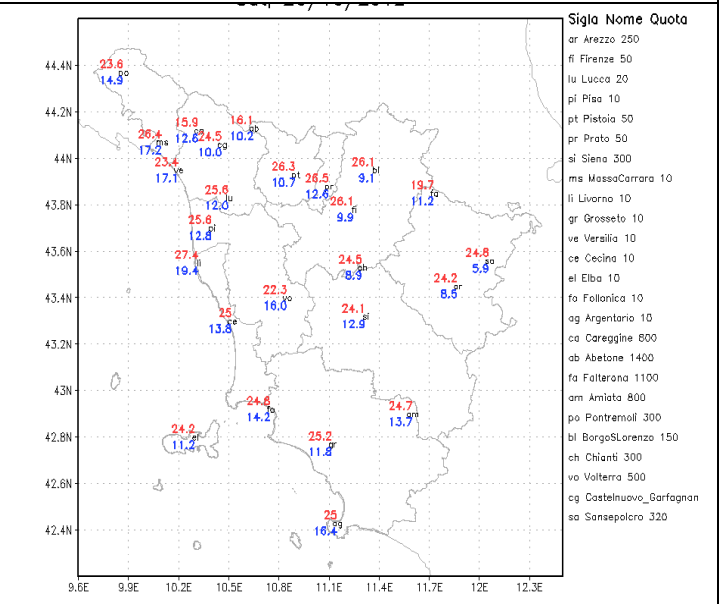 23.6
po
14.9
15.9
ca
12.6
16.1
ab
10.2
24.5
cg
10.0
26.4
ms
17.2
23.4
ve
17.1
26.3
pt
10.7
26.5
pr
12.6
26.1
bl
9.1
26.1
fi
9.9
19.7
fa
11.2
25.6
lu
12.0
25.6
pi
12.8
27.4
li
19.4
24.5
ch
8.9
24.8
sa
5.9
24.2
ar
8.5
22.3
vo
16.0
25
ce
13.8
24.1
si
12.9
24.8
fo
14.2
24.7
am
13.7
24.2
el
11.2
25.2
gr
11.8
25
ag
16.4
44.4N
44.2N
44N
43.8N
43.6N
43.4N
43.2N
43N
42.8N
42.6N
42.4N
9.6E 9.9E 10.2E 10.5E 10.8E 11.1E 11.4E 11.7E 12E 12.3E
Sigla Nome Quota
ar Arezzo 250
fi Firenze 50
lu Lucca 20
pi Pisa 10
pt Pistoia 50
pr Prato 50
si Siena 300
ms MassaCarrara 10
li Livorno 10
gr Grosseto 10
ve Versilia 10
ce Cecina 10
el Elba 10
fo Follonica 10
ag Argentario 10
ca Careggine 800
ab Abetone 1400
fa Falterona 1100
am Amiata 800
po Pontremoli 300
bl BorgoSLorenzo 150
ch Chianti 300
vo Volterra 500
cg Castelnuovo_Garfagnan
sa Sansepolcro 320